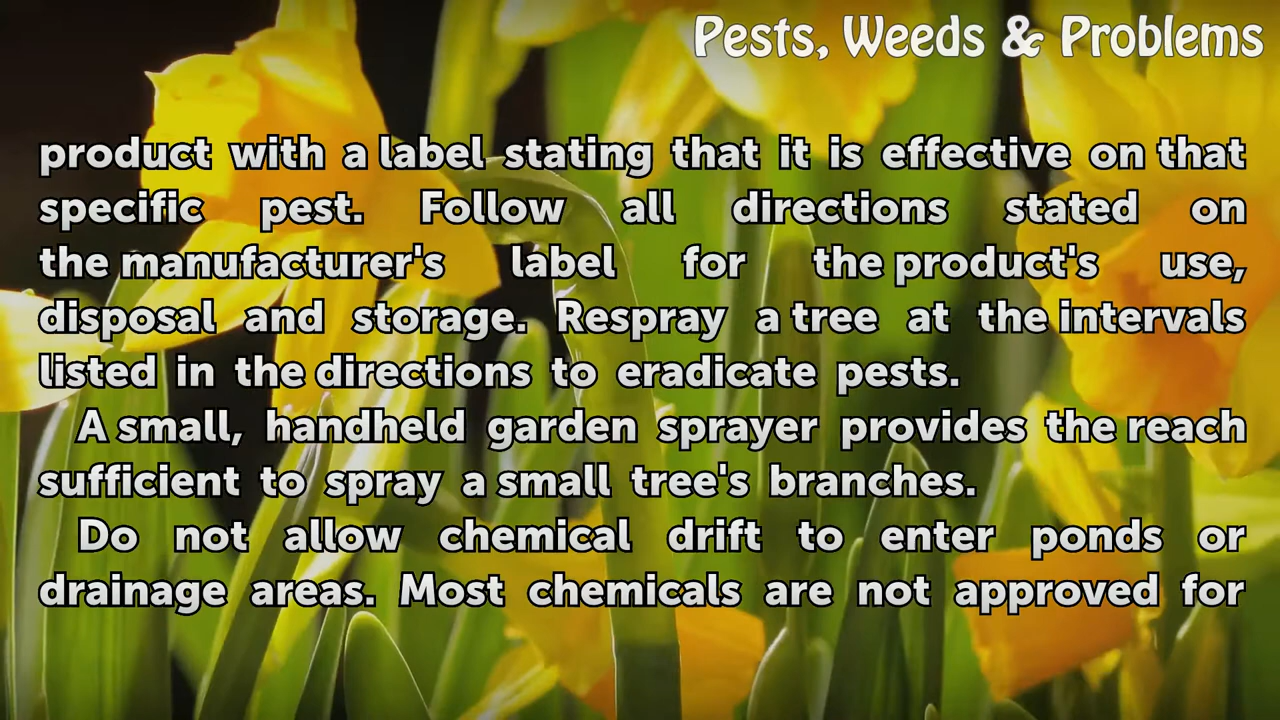 Pests, Weeds & Problems
product with a label stating that it is effective on that
specific pest. Follow all directions stated on
the manufacturer's label for the product's use,
disposal and storage. Respray a tree at the intervals
listed in the directions to eradicate pests.
A small, handheld garden sprayer provides the reach
sufficient to spray a small tree's branches.
Do not allow chemical drift to enter ponds or
drainage areas. Most chemicals are not approved for